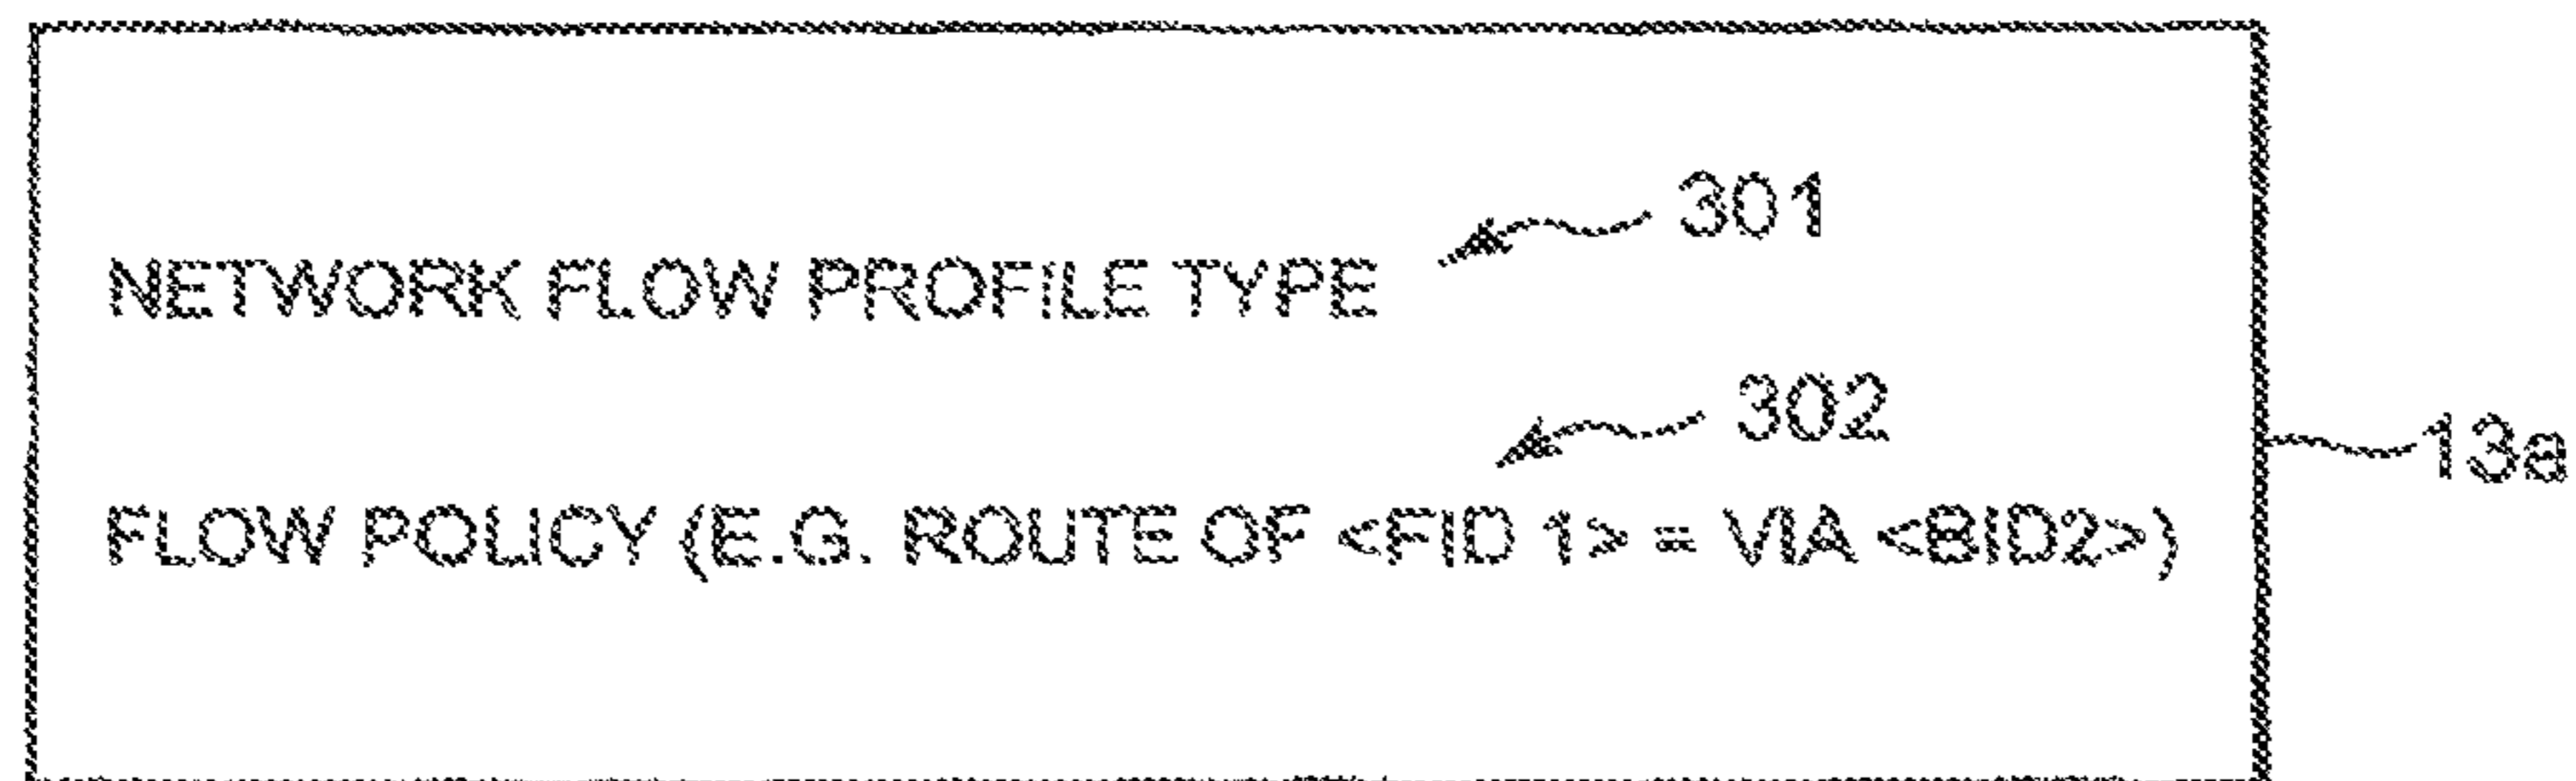 301
NETWORK FLOW PROFILE TYPE
302
13a
FLOW POLICY (E.G. ROUTE OF <FID 1> = VIA <BID2>)